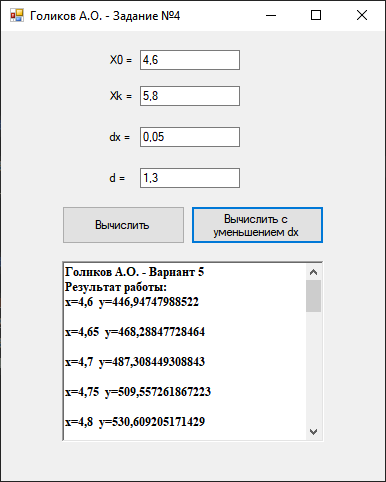 Голиков А.О. - Задание №4
X0 = 4,6
Xk = 5,8
dx = 0,05
d = 1,3
Вычислить
Вычислить с
уменьшением dx
Голиков А.О. - Вариант 5
Результат работы:
x=4,6 y=446,94747988522
x=4,65 y=468,28847728464
x=4,7 y=487,308449308843
x=4,75 y=509,557261867223
x=4,8 y=530,609205171429